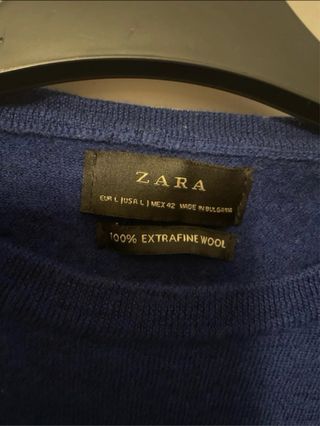 ZARA
EUR L | USA L | MEX 42 MADE IN BULGARIA
100% EXTRAFINE WOOL